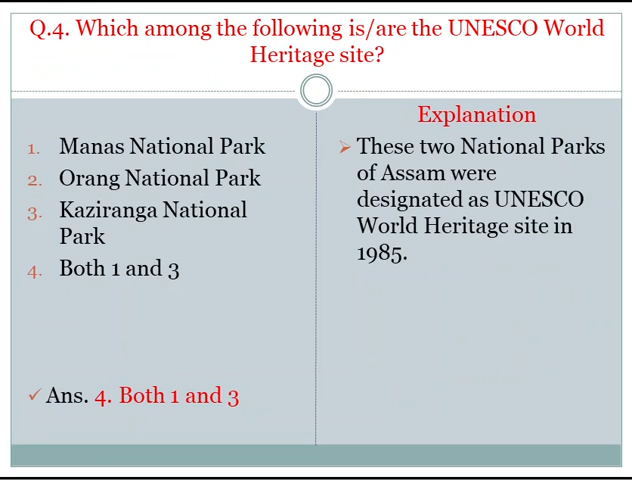 Q.4. Which among the following is/are the UNESCO World
Heritage site?
1. Manas National Park
2. Orang National Park
3. Kaziranga National
Park
4. Both 1 and 3
✓ Ans. 4. Both 1 and 3
Explanation
➢ These two National Parks
of Assam were
designated as UNESCO
World Heritage site in
1985.